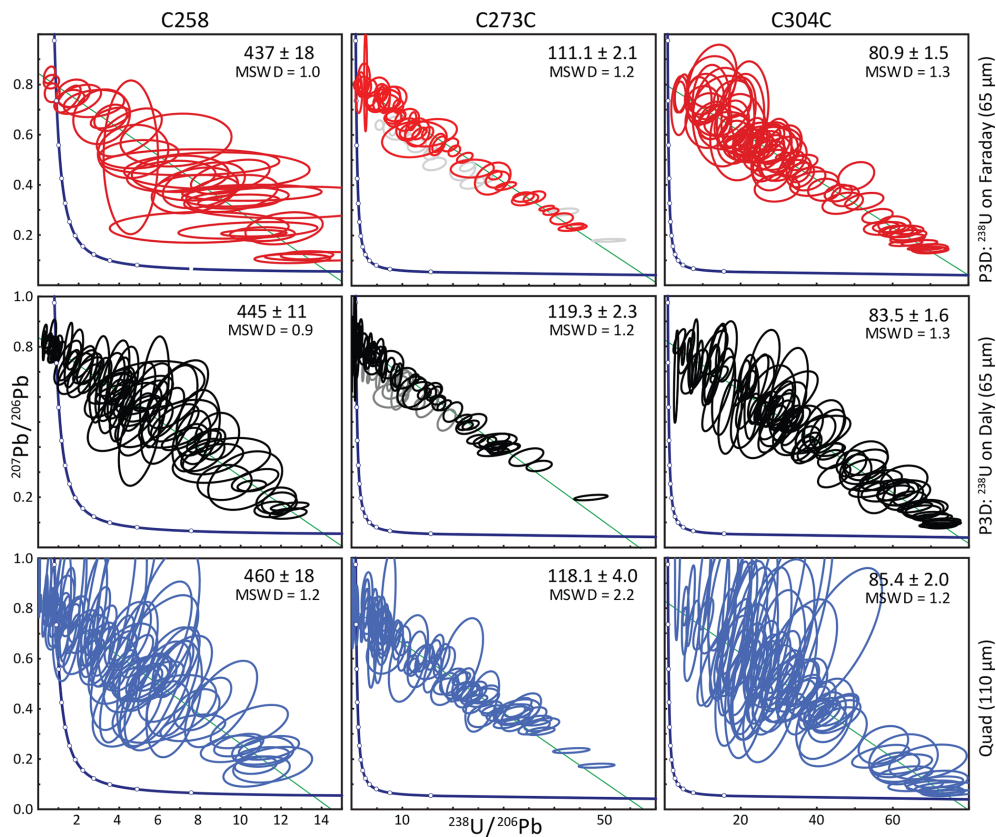 C258
C273C
C304C
437 ± 18
MSWD = 1.0
111.1 ± 2.1
MSWD = 1.2
80.9 ± 1.5
MSWD = 1.3
0.8
0.6
0.4
0.2
P3D: ²³⁸U on Faraday (65 µm)
1.0
445 ± 11
MSWD = 0.9
119.3 ± 2.3
MSWD = 1.2
83.5 ± 1.6
MSWD = 1.3
0.8
²⁰⁷Pb/²⁰⁶Pb
0.2
P3D: ²³⁸U on Daly (65 µm)
1.0
460 ± 18
MSWD = 1.2
118.1 ± 4.0
MSWD = 2.2
85.4 ± 2.0
MSWD = 1.2
0.8
0.6
0.4
0.2
0.0
Quad (110 µm)
2 4 6 8 10 12 14
10 50
20 40 60
²³⁸U/²⁰⁶Pb